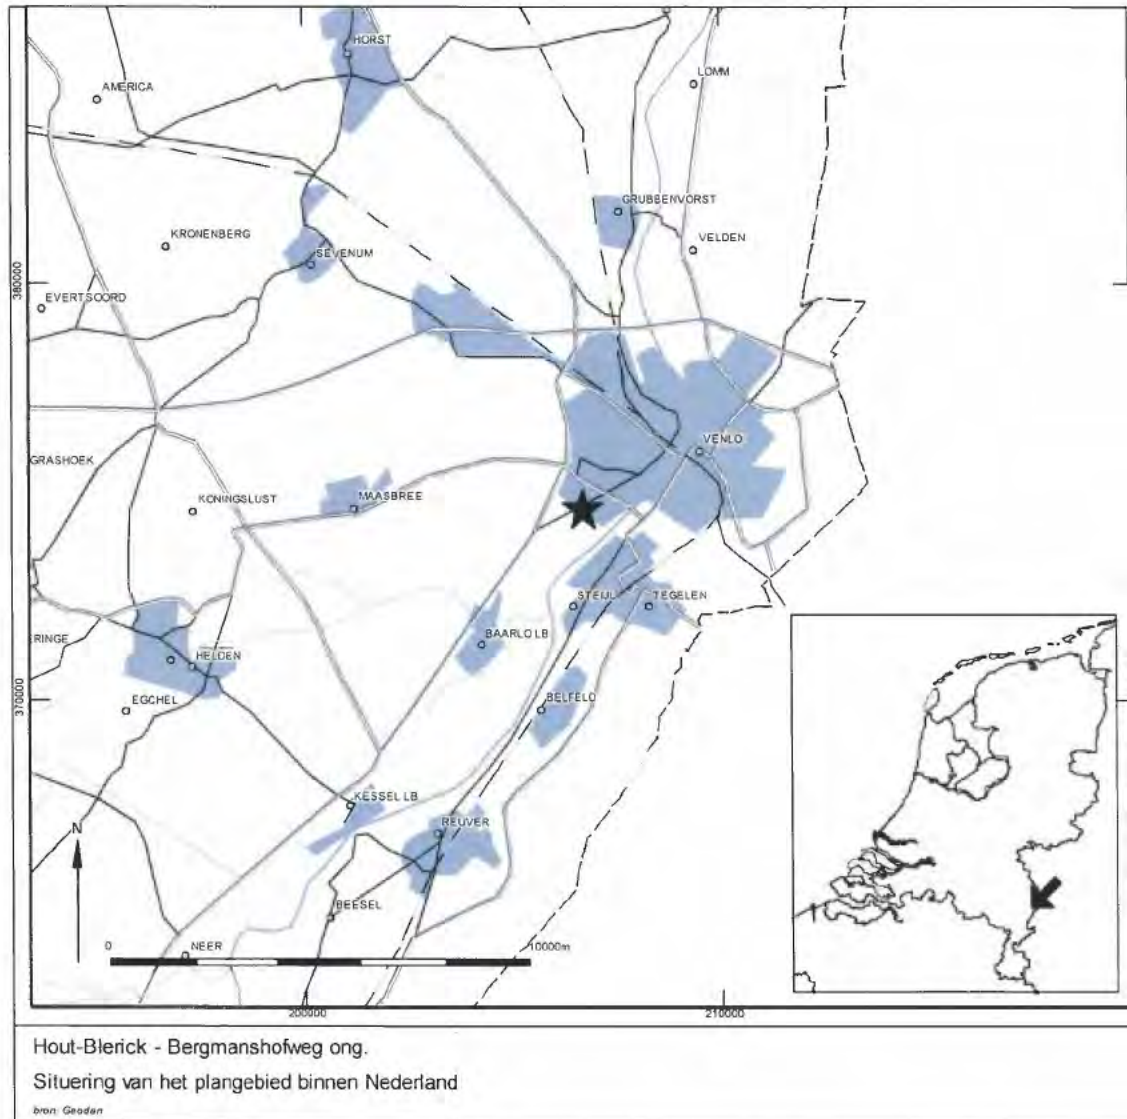 HORST
LOMM
AMERICA
GRUBBENVORST
KRONENBERG
VELDEN
SEVENUM
380000
EVERTSOORD
VENLO
GRASHOEK
KONINGSLUST
MAASBREE
STEIJL
TEGELEN
BAARLO LB
ERINGE
HELDEN
370000
EGCHEL
BELFELD
KESSEL LB
REUVER
N
BEESEL
0
10000m
NEER
200000
210000
Hout-Blerick - Bergmanshofweg ong.
Situering van het plangebied binnen Nederland
bron: Geodan